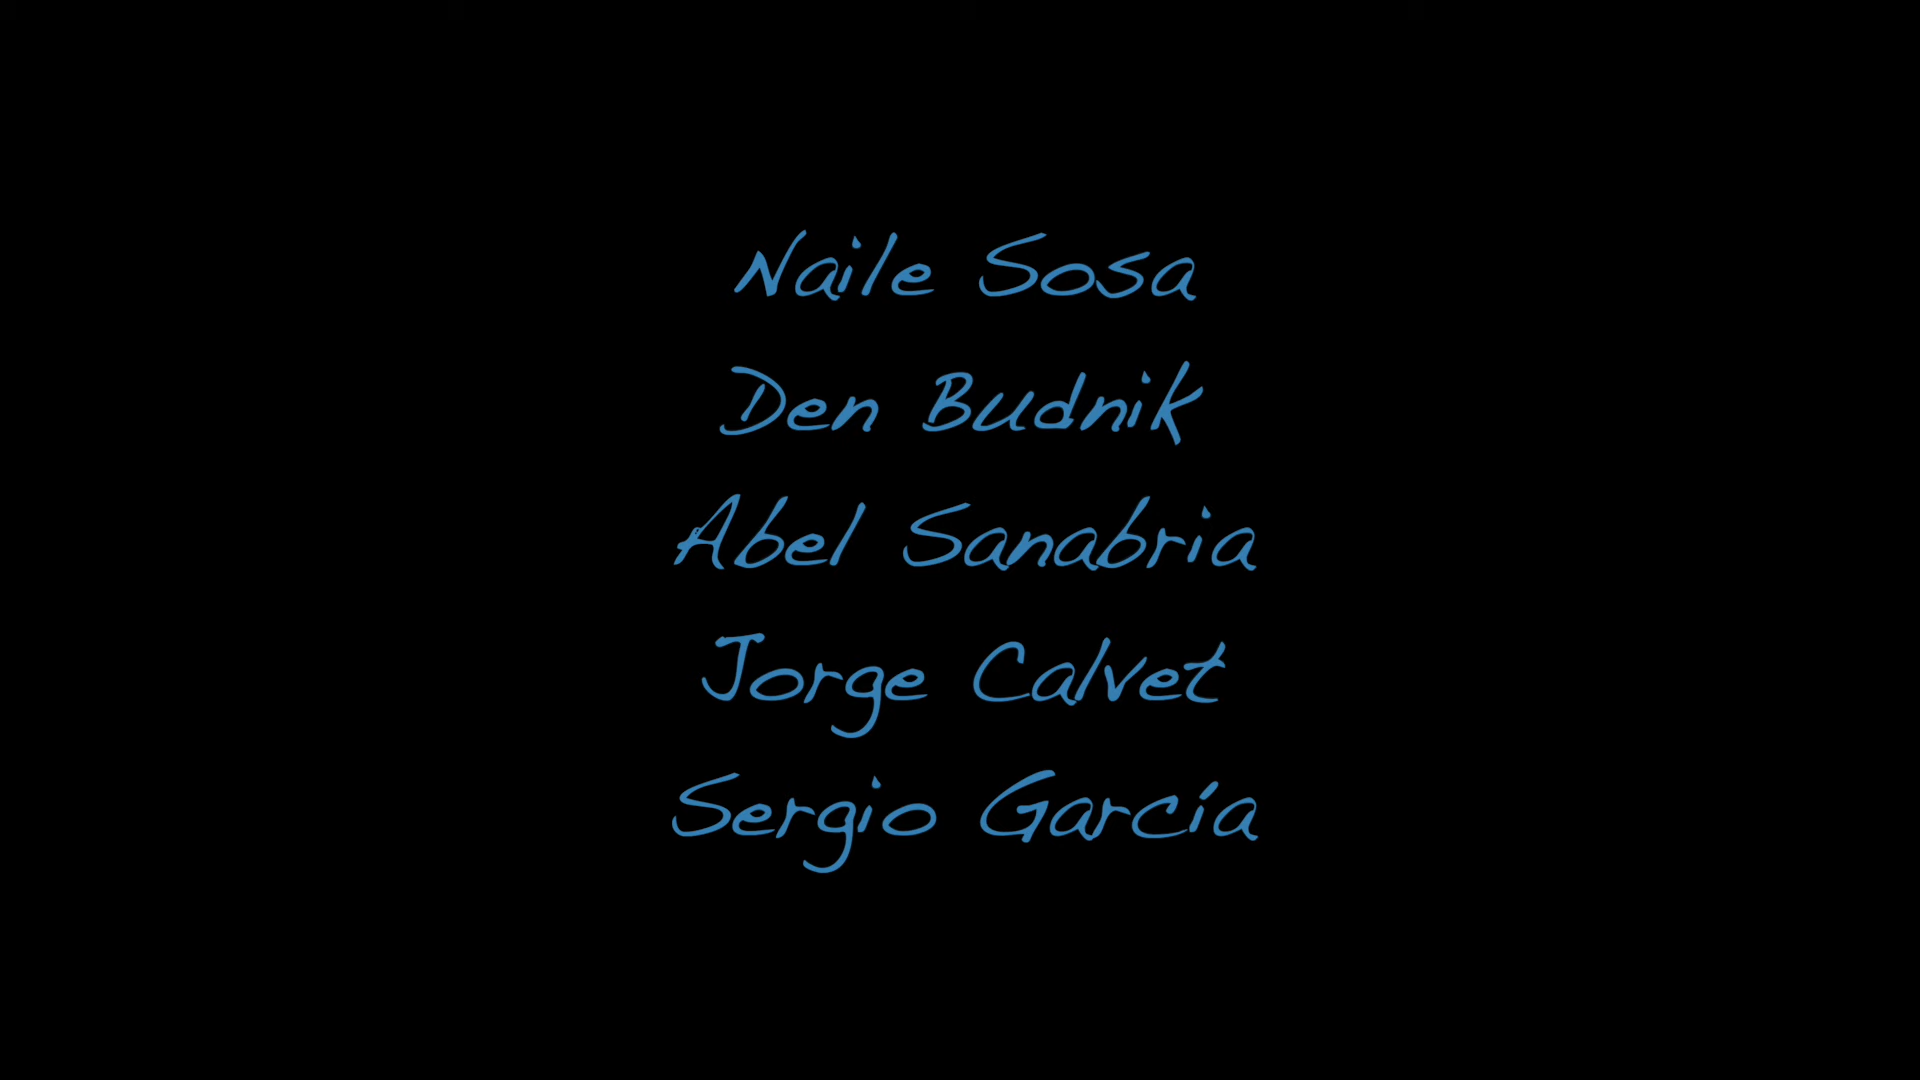 Naile Sosa
Den Budnik
Abel Sanabria
Jorge Calvet
Sergio García